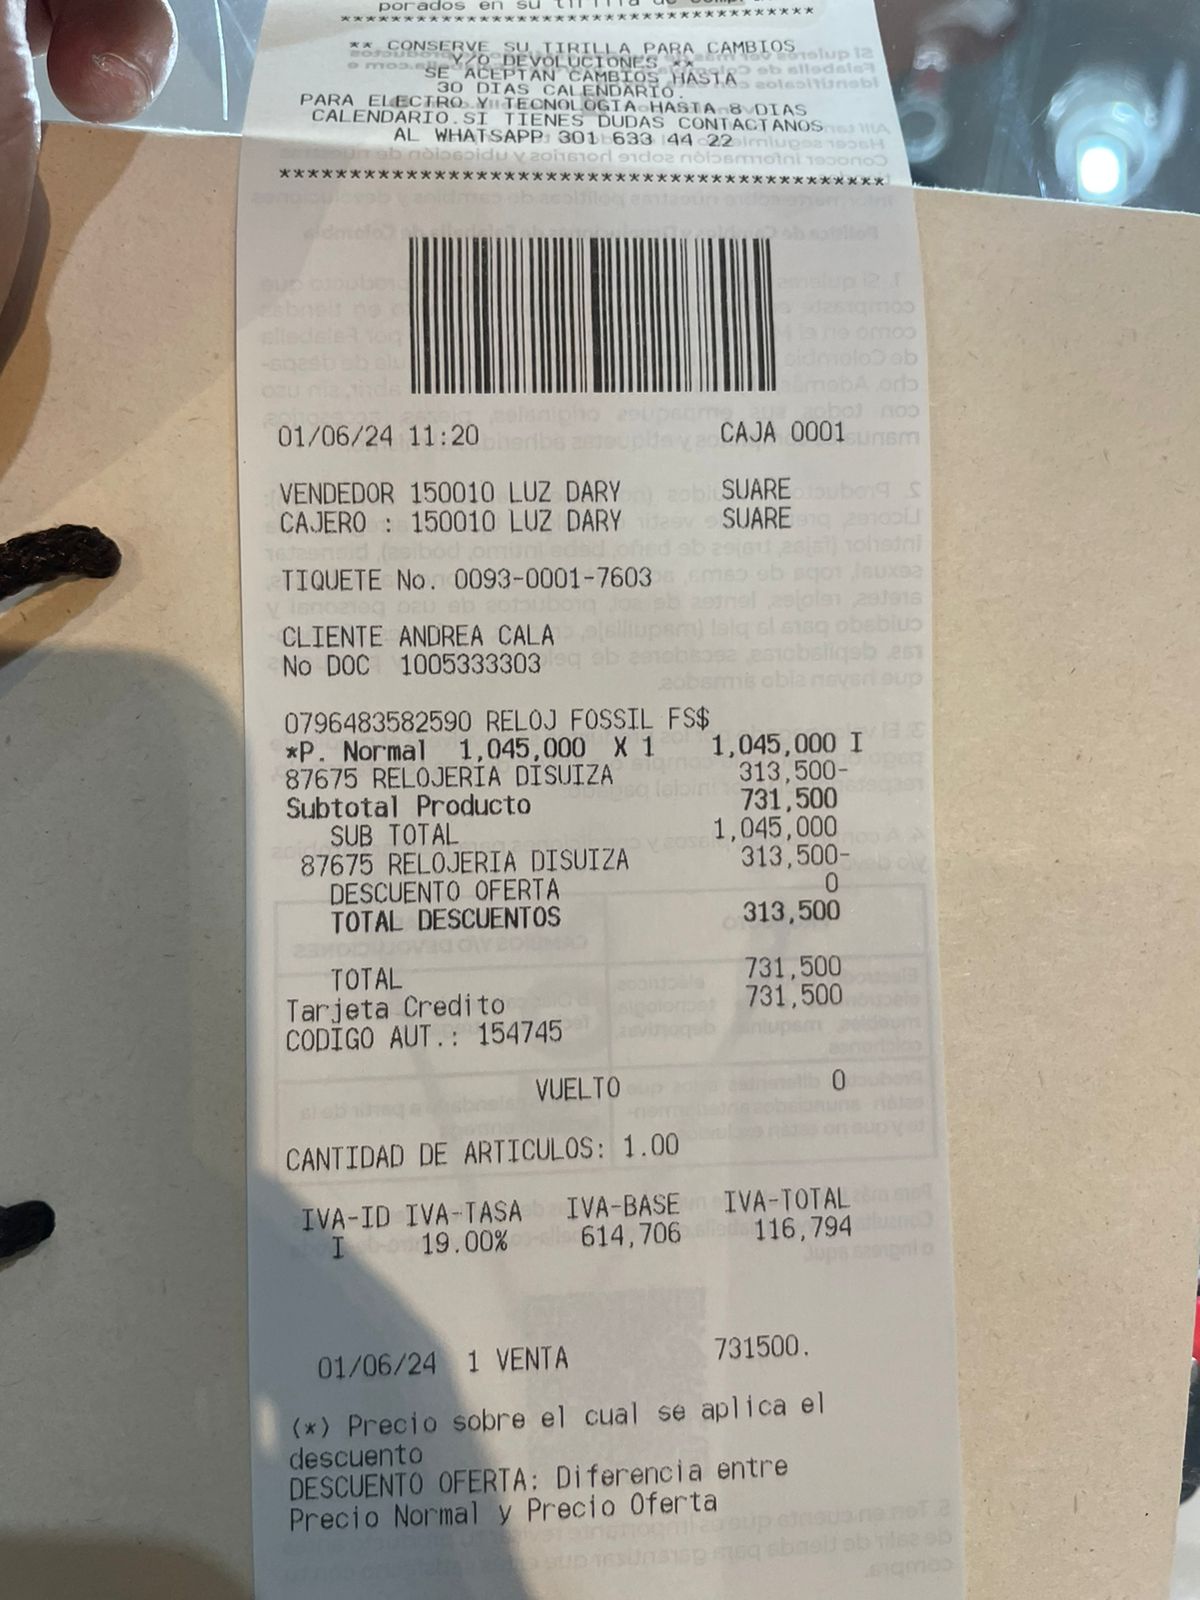 porados en su tirilla de
*********************************************
** CONSERVE SU TIRILLA PARA CAMBIOS
Y/O DEVOLUCIONES **
SE ACEPTAN CAMBIOS HASTA
30 DIAS CALENDARIO.
PARA ELECTRO Y TECNOLOGIA HASTA 8 DIAS
CALENDARIO.SI TIENES DUDAS CONTACTANOS
AL WHATSAPP 301 633 44 22
*********************************************
01/06/24 11:20 CAJA 0001
VENDEDOR 150010 LUZ DARY SUARE
CAJERO : 150010 LUZ DARY SUARE
TIQUETE No. 0093-0001-7603
CLIENTE ANDREA CALA
No DOC 1005333303
0796483582590 RELOJ FOSSIL FS$
*P. Normal 1,045,000 X 1 1,045,000 I
87675 RELOJERIA DISUIZA 313,500-
Subtotal Producto 731,500
SUB TOTAL 1,045,000
87675 RELOJERIA DISUIZA 313,500-
DESCUENTO OFERTA 0
TOTAL DESCUENTOS 313,500
TOTAL 731,500
Tarjeta Credito 731,500
CODIGO AUT.: 154745
VUELTO 0
CANTIDAD DE ARTICULOS: 1.00
IVA-ID IVA-TASA IVA-BASE IVA-TOTAL
I 19.00% 614,706 116,794
01/06/24 1 VENTA 731500.
(*) Precio sobre el cual se aplica el
descuento
DESCUENTO OFERTA: Diferencia entre
Precio Normal y Precio Oferta